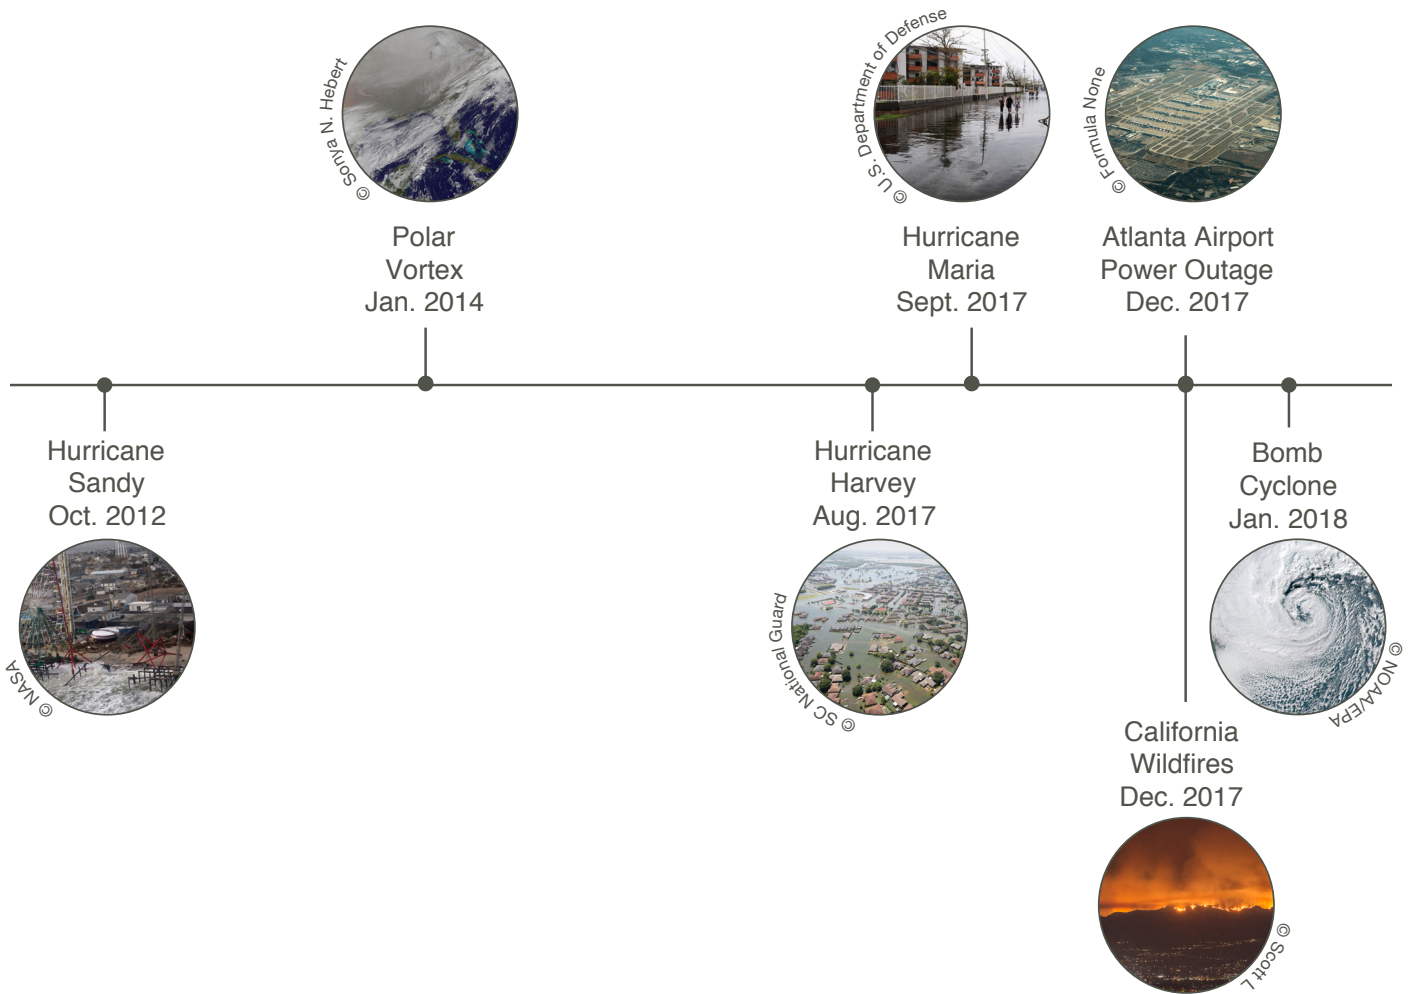 © Sonya N. Hebert
Polar
Vortex
Jan. 2014
© U.S. Department of Defense
Hurricane
Maria
Sept. 2017
© Formula None
Atlanta Airport
Power Outage
Dec. 2017
Hurricane
Sandy
Oct. 2012
© NASA
Hurricane
Harvey
Aug. 2017
© SC National Guard
Bomb
Cyclone
Jan. 2018
© NOAA/EPA
California
Wildfires
Dec. 2017
© Scott L